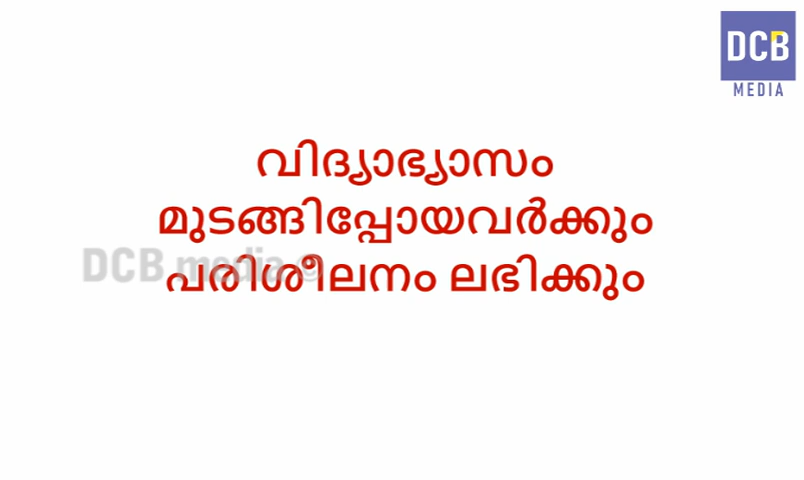 DCB
MEDIA
വിദ്യാഭ്യാസം
മുടങ്ങിപ്പോയവർക്കും
DCB media ©
പരിശീലനം ലഭിക്കും